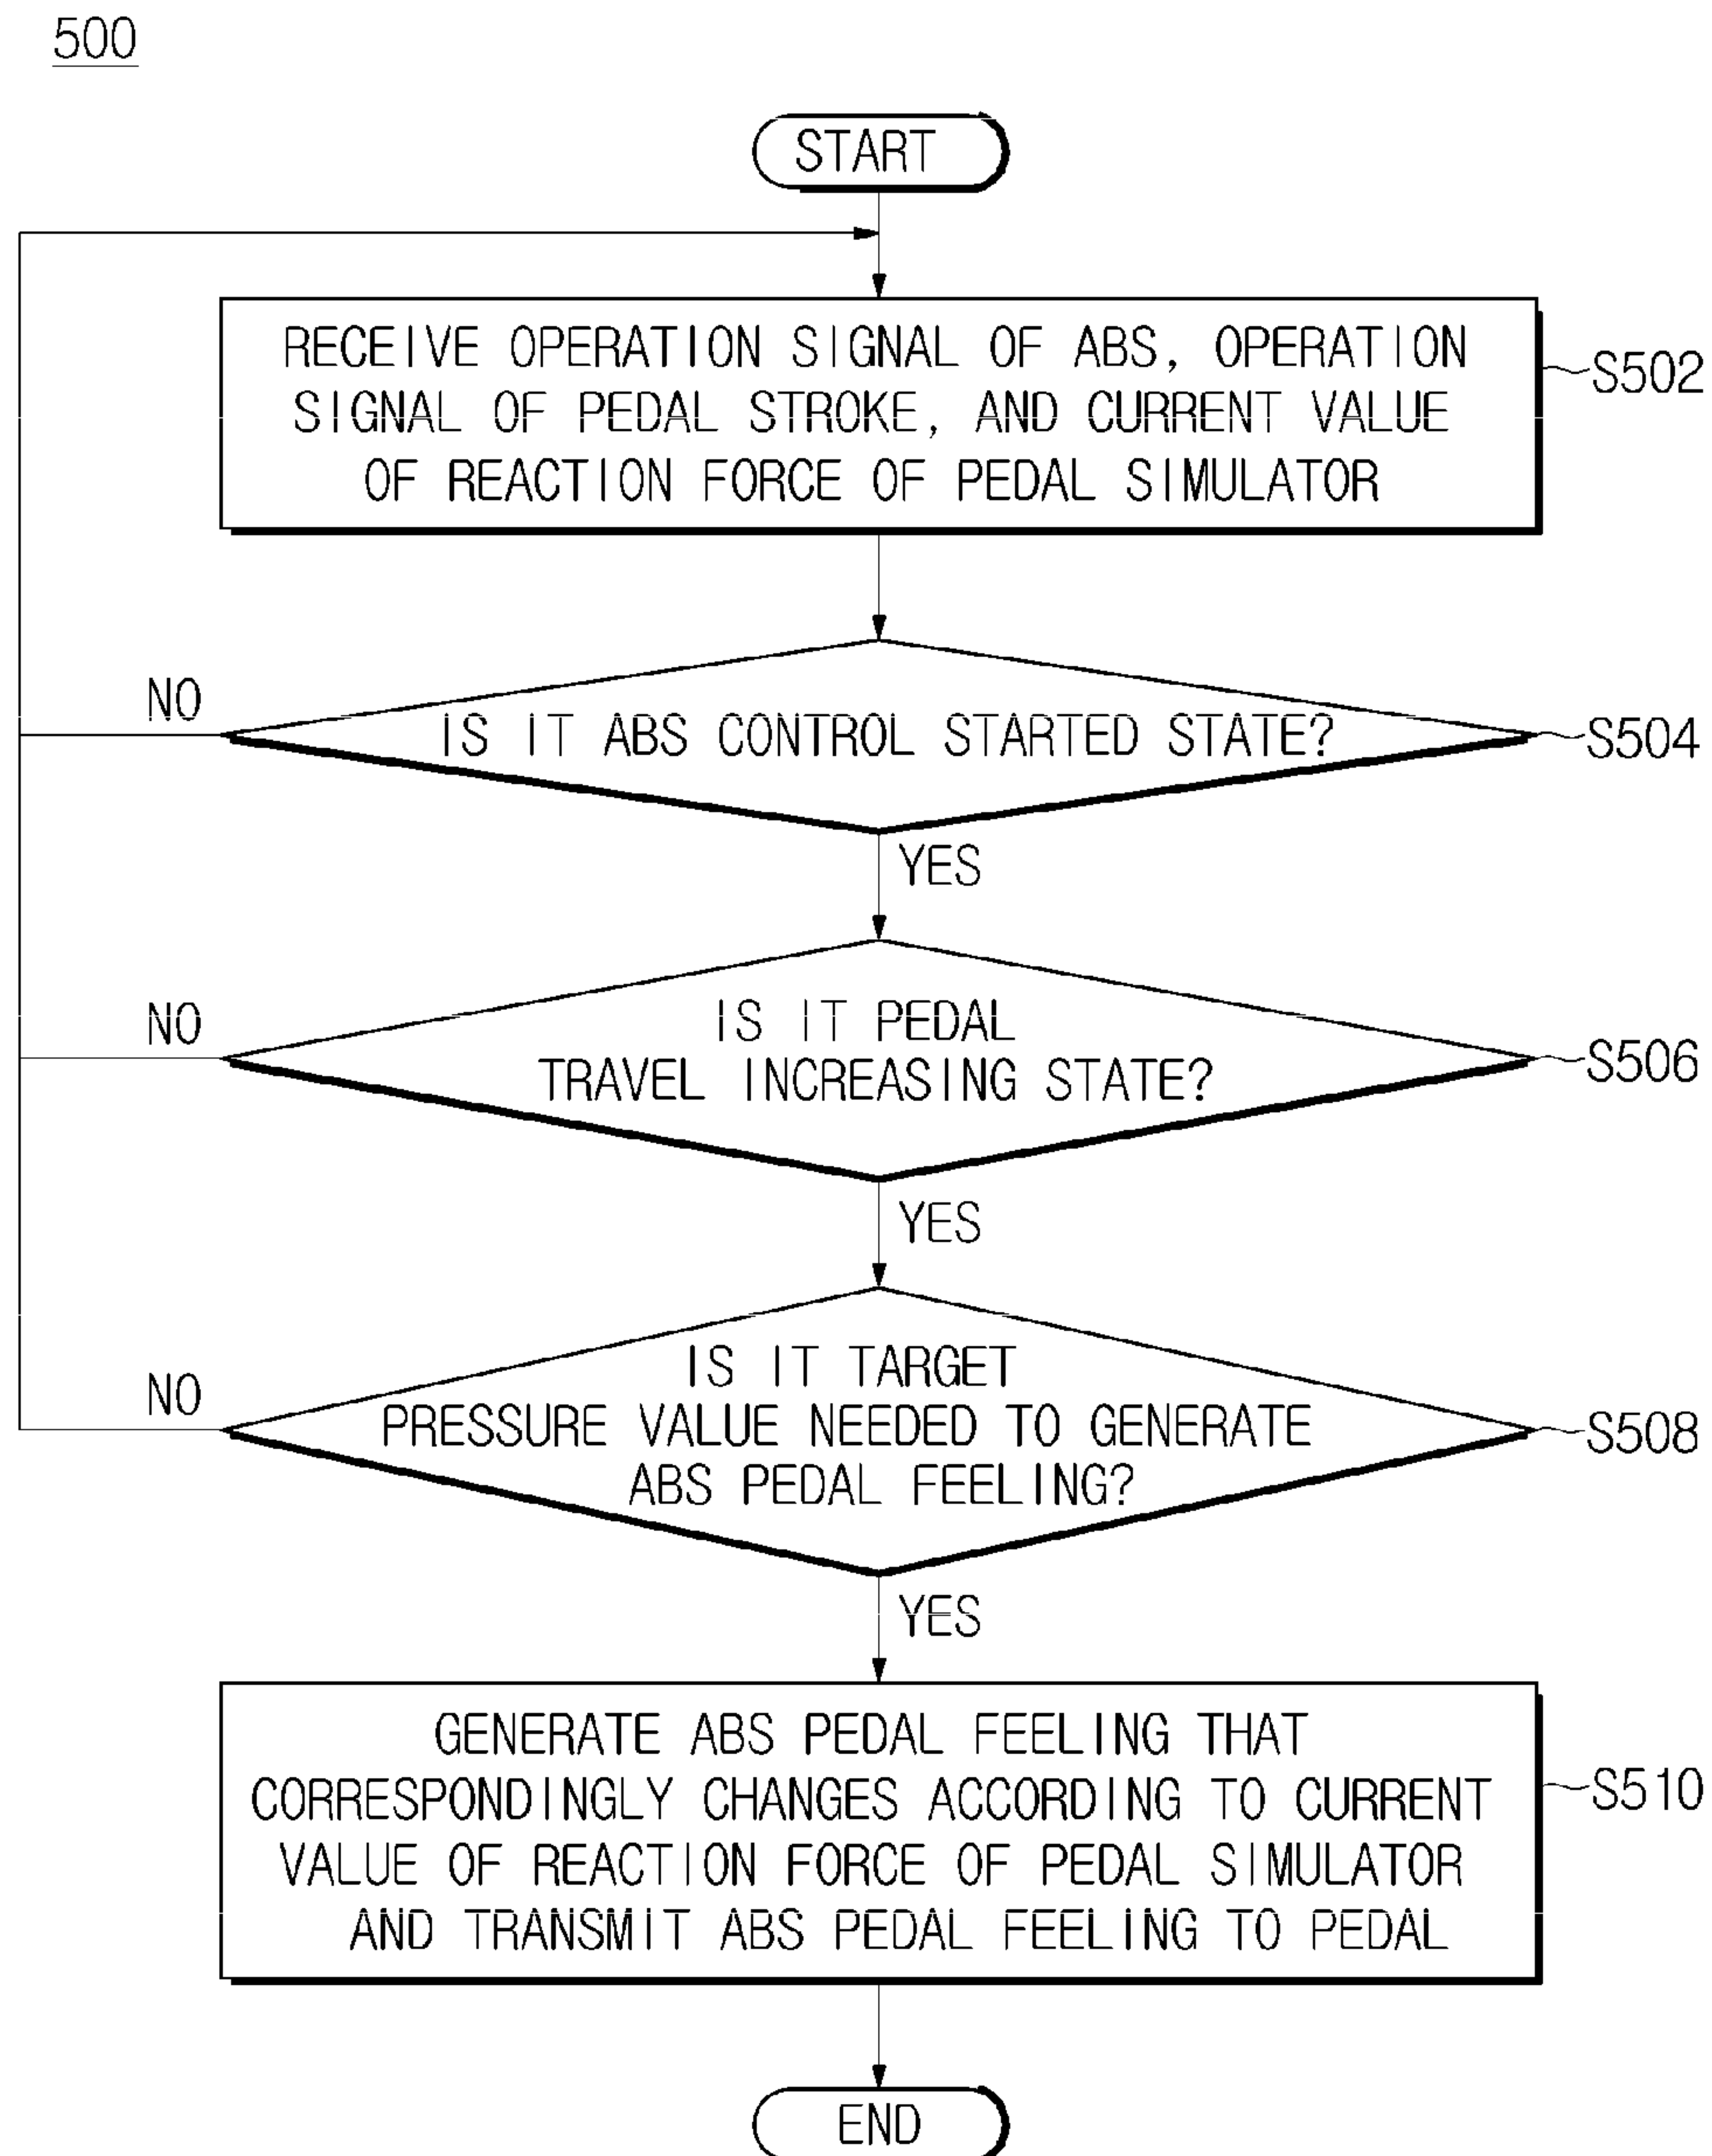 500
START
RECEIVE OPERATION SIGNAL OF ABS, OPERATION
SIGNAL OF PEDAL STROKE, AND CURRENT VALUE
OF REACTION FORCE OF PEDAL SIMULATOR
S502
NO
IS IT ABS CONTROL STARTED STATE?
S504
YES
NO
IS IT PEDAL
TRAVEL INCREASING STATE?
S506
YES
NO
IS IT TARGET
PRESSURE VALUE NEEDED TO GENERATE
ABS PEDAL FEELING?
S508
YES
GENERATE ABS PEDAL FEELING THAT
CORRESPONDINGLY CHANGES ACCORDING TO CURRENT
VALUE OF REACTION FORCE OF PEDAL SIMULATOR
AND TRANSMIT ABS PEDAL FEELING TO PEDAL
S510
END